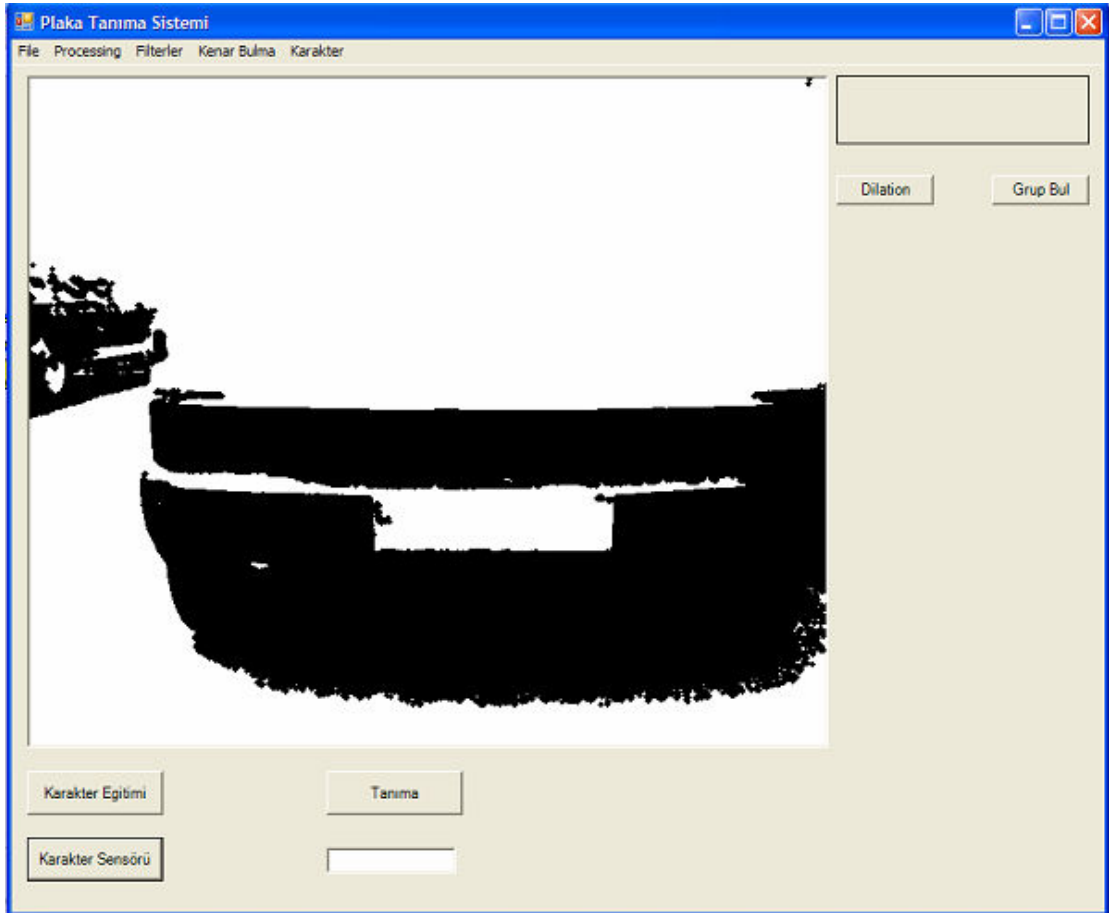 Plaka Tanıma Sistemi
File Processing Filterler Kenar Bulma Karakter
Dilation Grup Bul
Karakter Egitimi Tanıma
Karakter Sensörü